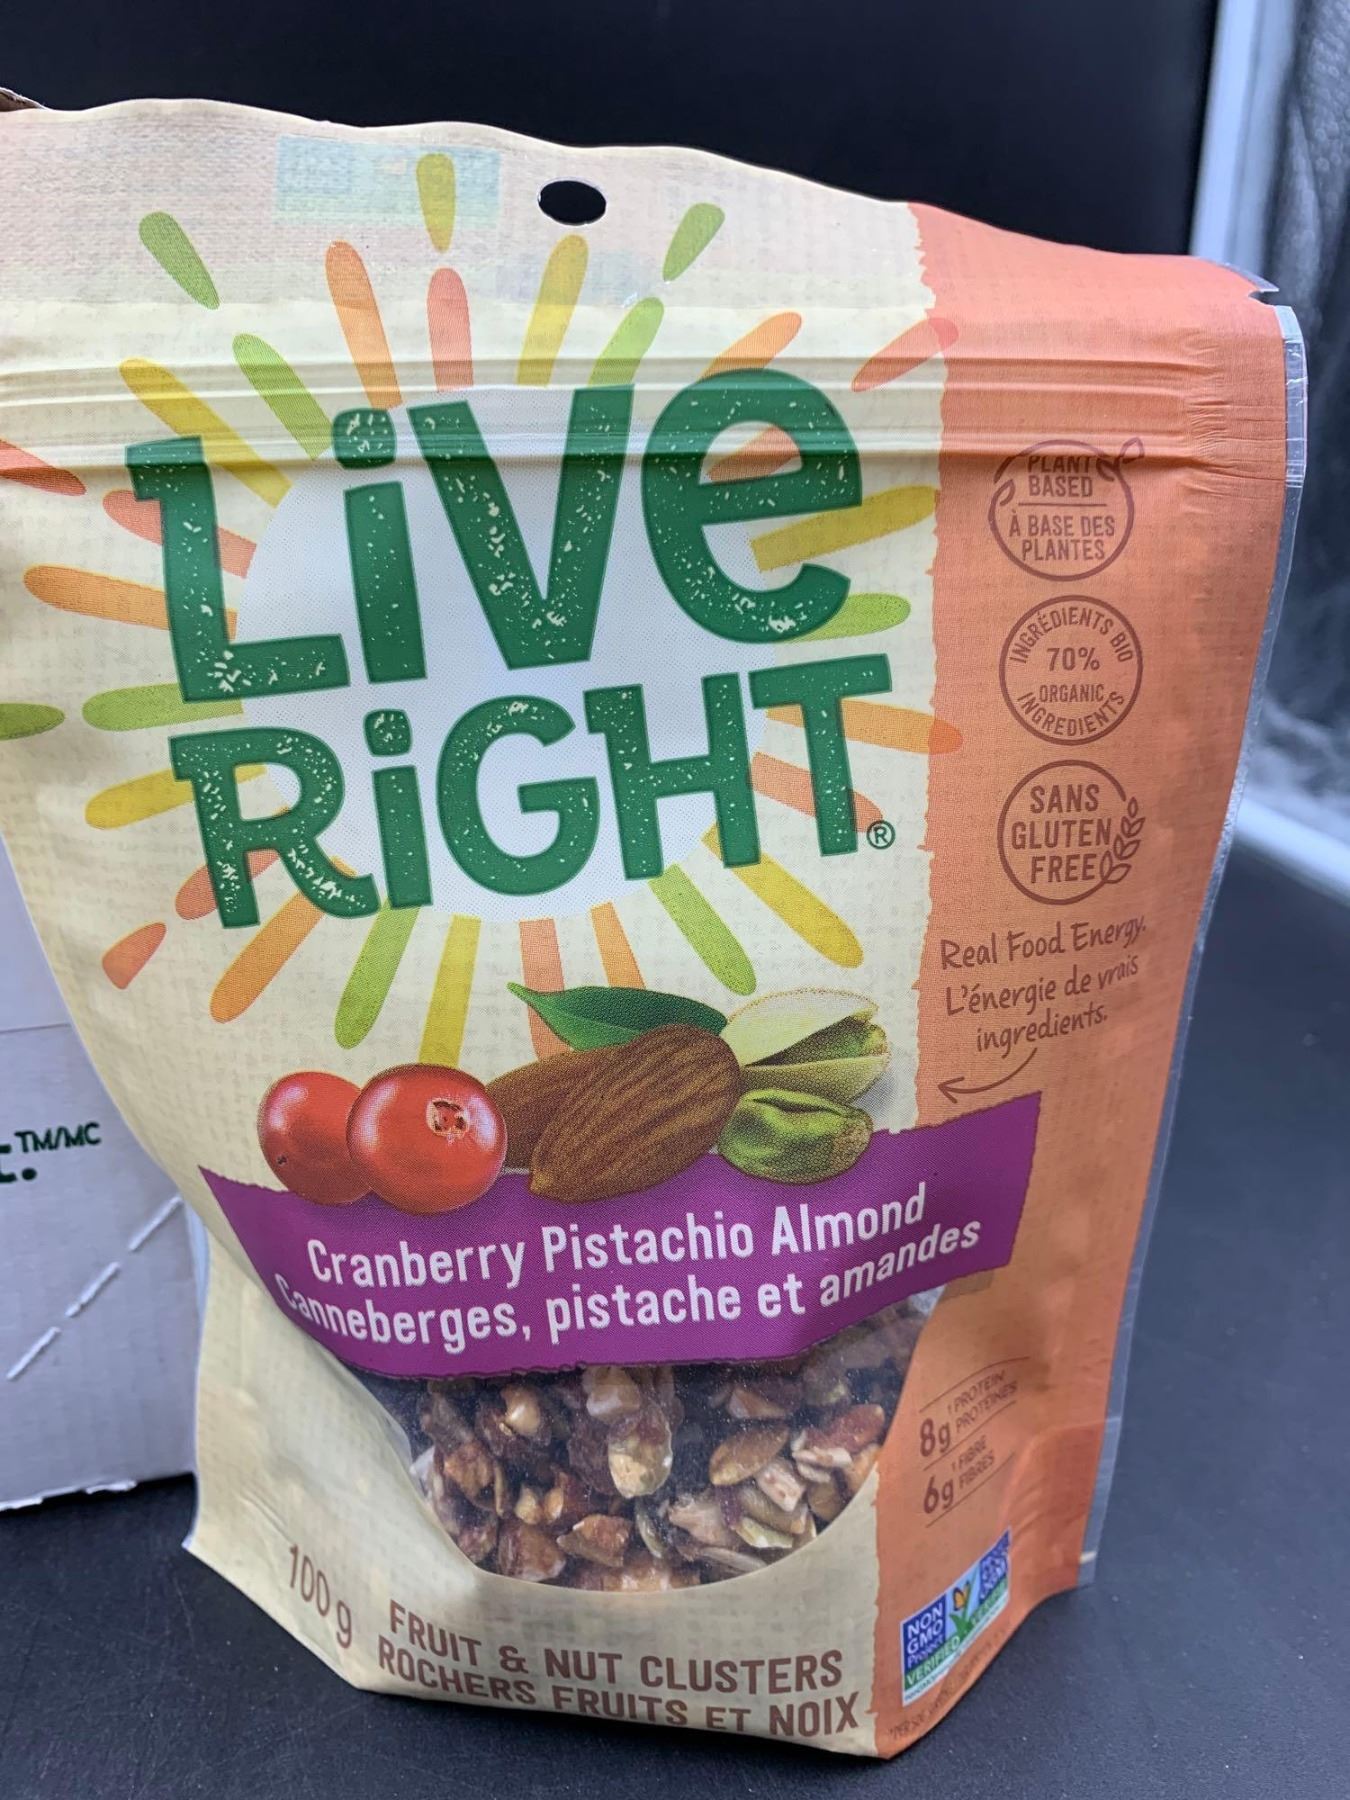 Live
RiGHT®
PLANT
BASED
À BASE DES
PLANTES
INGRÉDIENTS BIO
70%
ORGANIC
INGREDIENTS
SANS
GLUTEN
FREE
Real Food Energy.
L'énergie de vrais
ingredients.
TM/MC
Cranberry Pistachio Almond
Canneberges, pistache et amandes
8g PROTEIN
PROTÉINES
6g FIBRE
FIBRES
100 g
FRUIT & NUT CLUSTERS
ROCHERS FRUITS ET NOIX
NON
GMO
Project
VERIFIED